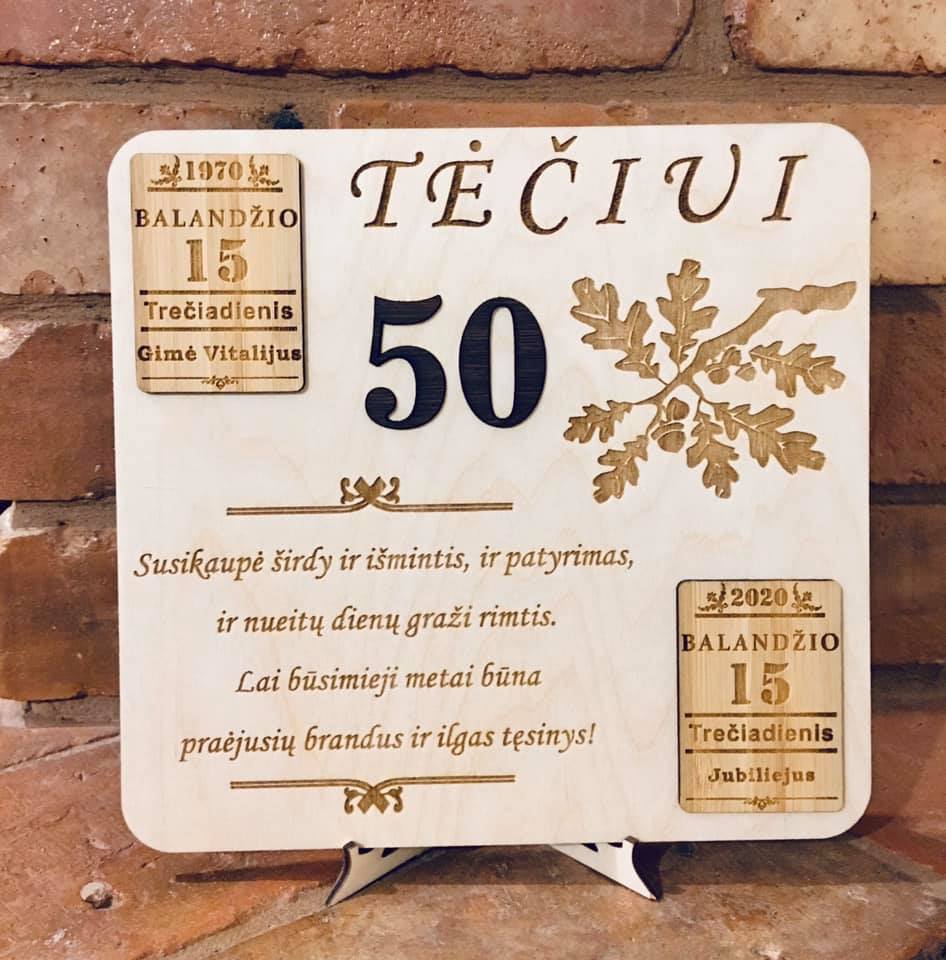 1970
BALANDŽIO
15
Trečiadienis
Gimė Vitalijus
TĖČIUI
50
Susikaupė širdy ir išmintis, ir patyrimas,
ir nueitų dienų graži rimtis.
Lai būsimieji metai būna
praėjusių brandus ir ilgas tęsinys!
2020
BALANDŽIO
15
Trečiadienis
Jubiliejus